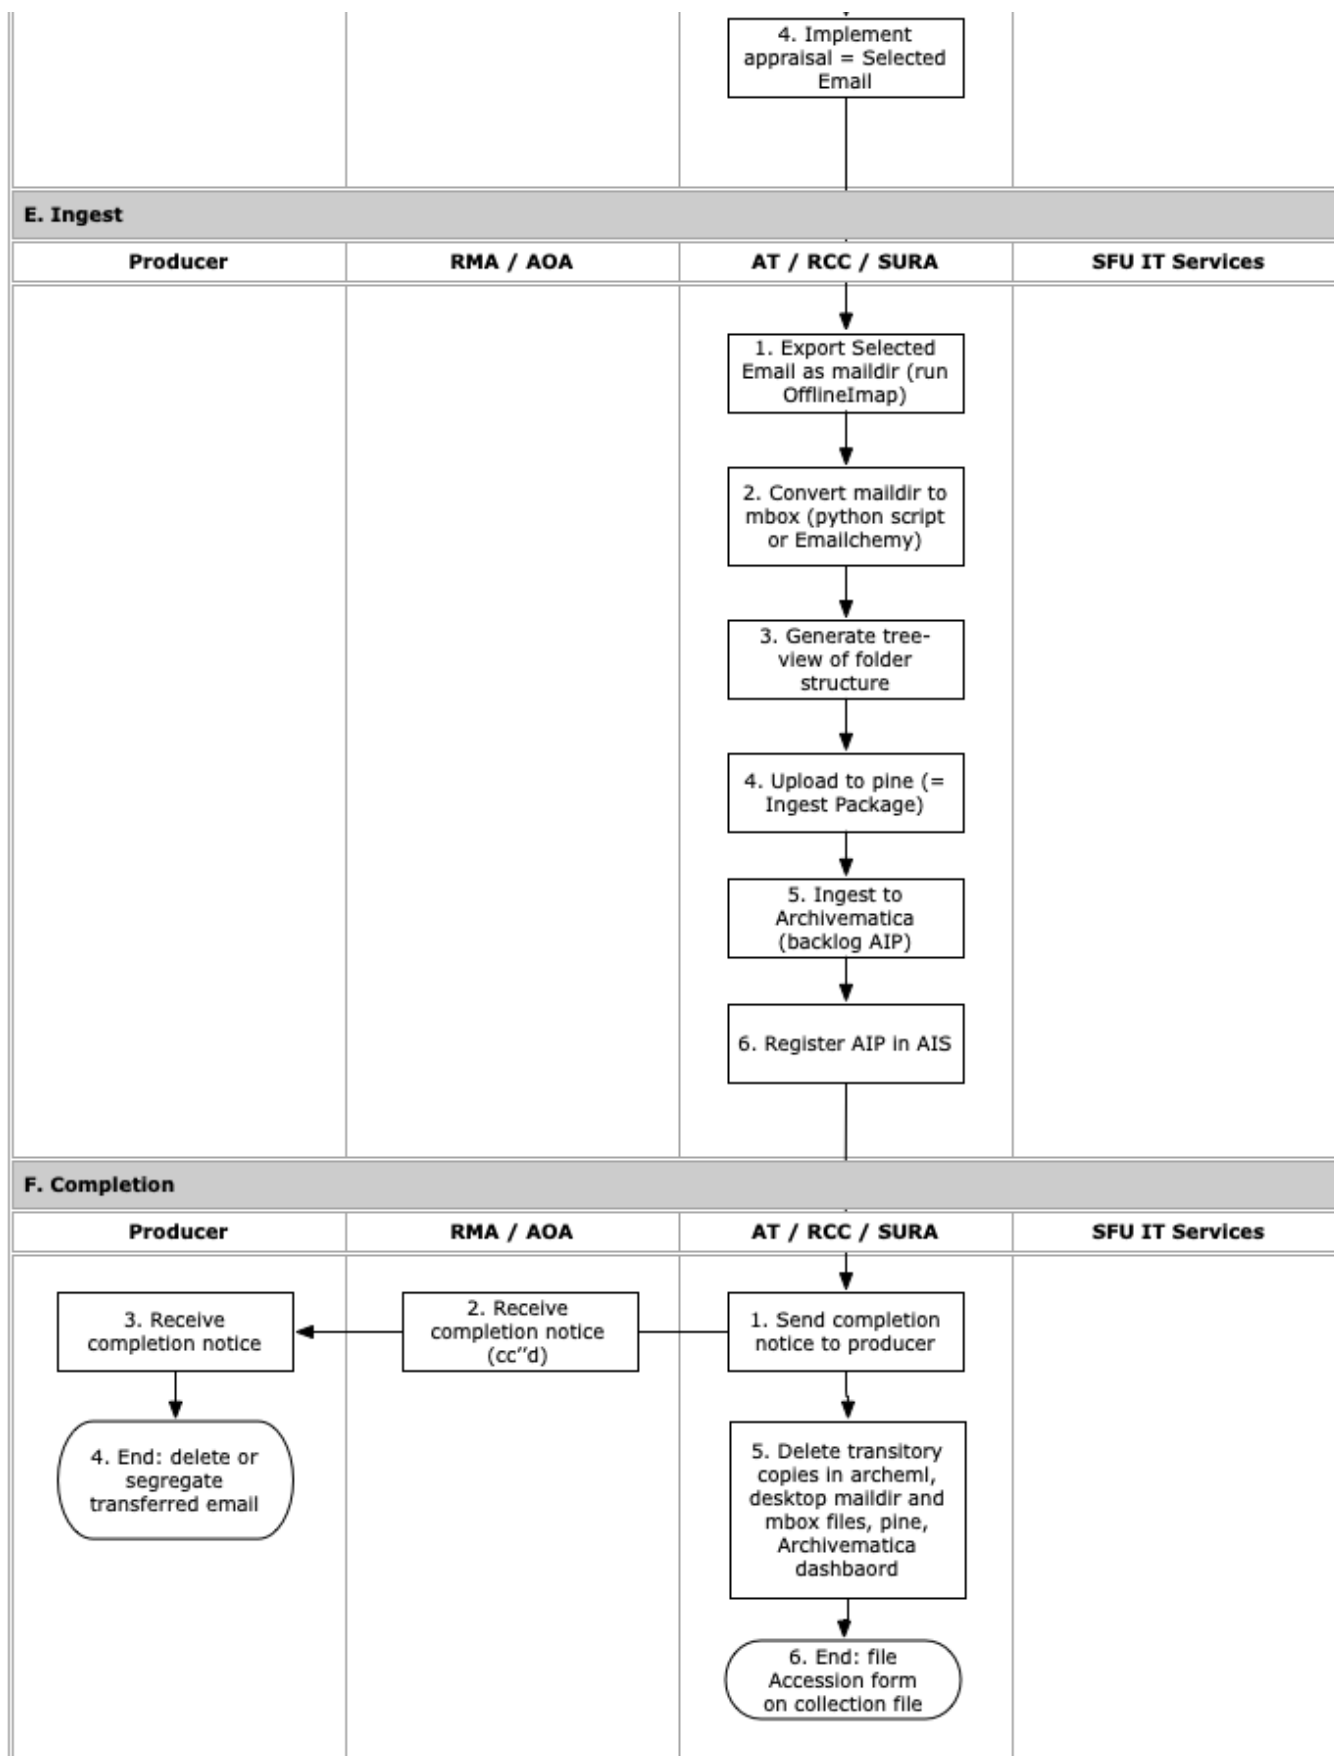 4. Implement
appraisal = Selected
Email
E. Ingest
Producer
RMA / AOA
AT / RCC / SURA
SFU IT Services
1. Export Selected
Email as maildir (run
OfflineImap)
2. Convert maildir to
mbox (python script
or Emailchemy)
3. Generate tree-
view of folder
structure
4. Upload to pine (=
Ingest Package)
5. Ingest to
Archivematica
(backlog AIP)
6. Register AIP in AIS
F. Completion
Producer
RMA / AOA
AT / RCC / SURA
SFU IT Services
1. Send completion
notice to producer
2. Receive
completion notice
(cc''d)
3. Receive
completion notice
4. End: delete or
segregate
transferred email
5. Delete transitory
copies in archeml,
desktop maildir and
mbox files, pine,
Archivematica
dashbaord
6. End: file
Accession form
on collection file